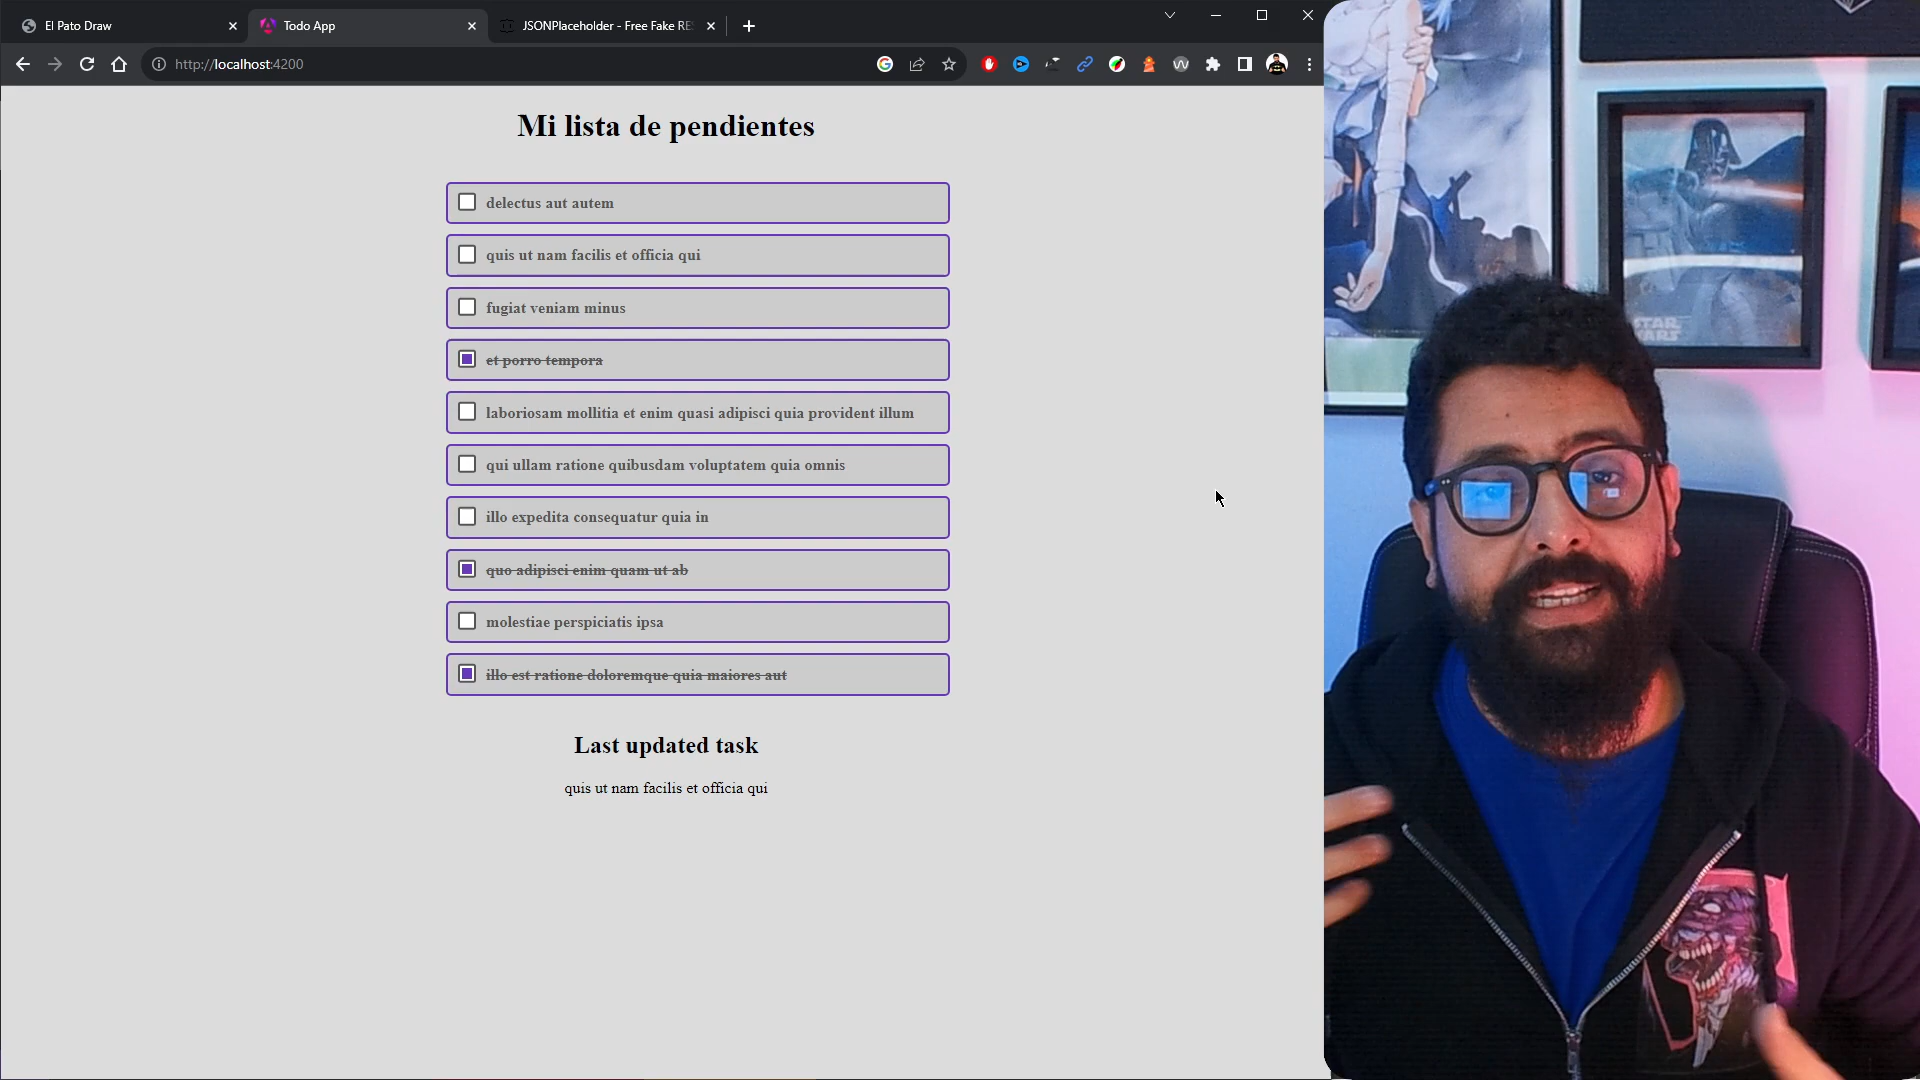 El Pato Draw
Todo App
JSONPlaceholder - Free Fake RE
http://localhost:4200
Mi lista de pendientes
delectus aut autem
quis ut nam facilis et officia qui
fugiat veniam minus
et porro tempora
laboriosam mollitia et enim quasi adipisci quia provident illum
qui ullam ratione quibusdam voluptatem quia omnis
illo expedita consequatur quia in
quo adipisci enim quam ut ab
molestiae perspiciatis ipsa
illo est ratione doloremque quia maiores aut
Last updated task
quis ut nam facilis et officia qui
STAR
WARS